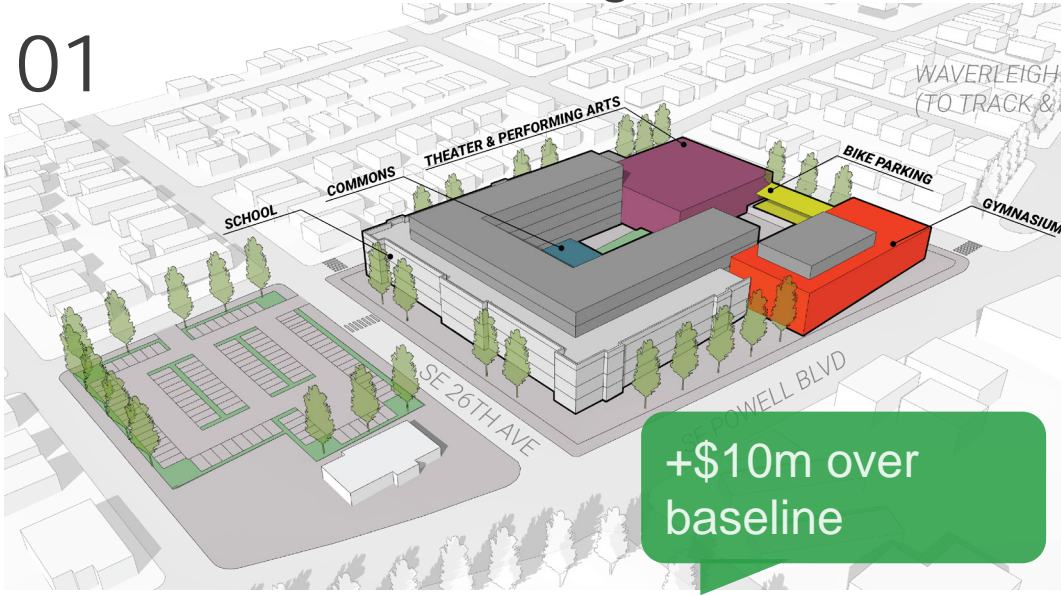 01
WAVERLEIGH
(TO TRACK &
THEATER & PERFORMING ARTS
COMMONS
BIKE PARKING
SCHOOL
GYMNASIUM
SE 26TH AVE
SE POWELL BLVD
+$10m over
baseline